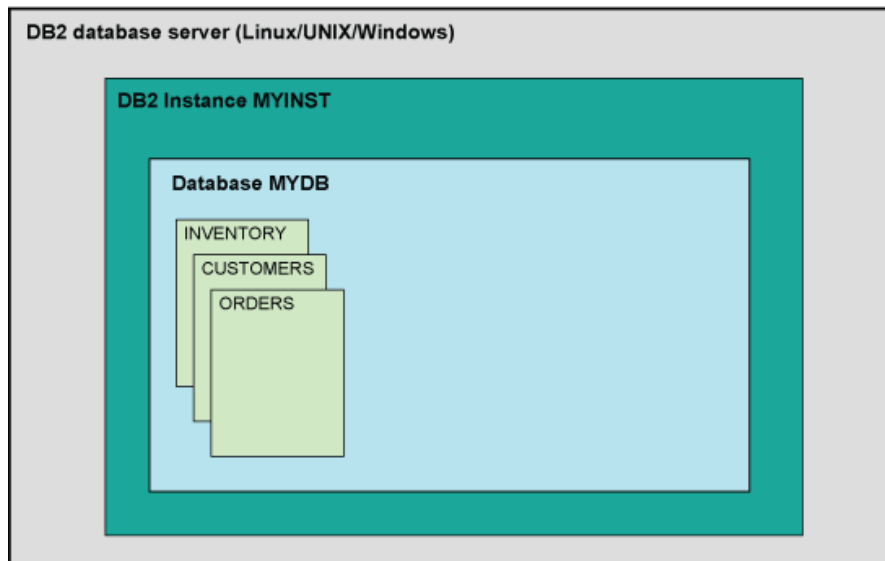 DB2 database server (Linux/UNIX/Windows)
DB2 Instance MYINST
Database MYDB
INVENTORY
CUSTOMERS
ORDERS